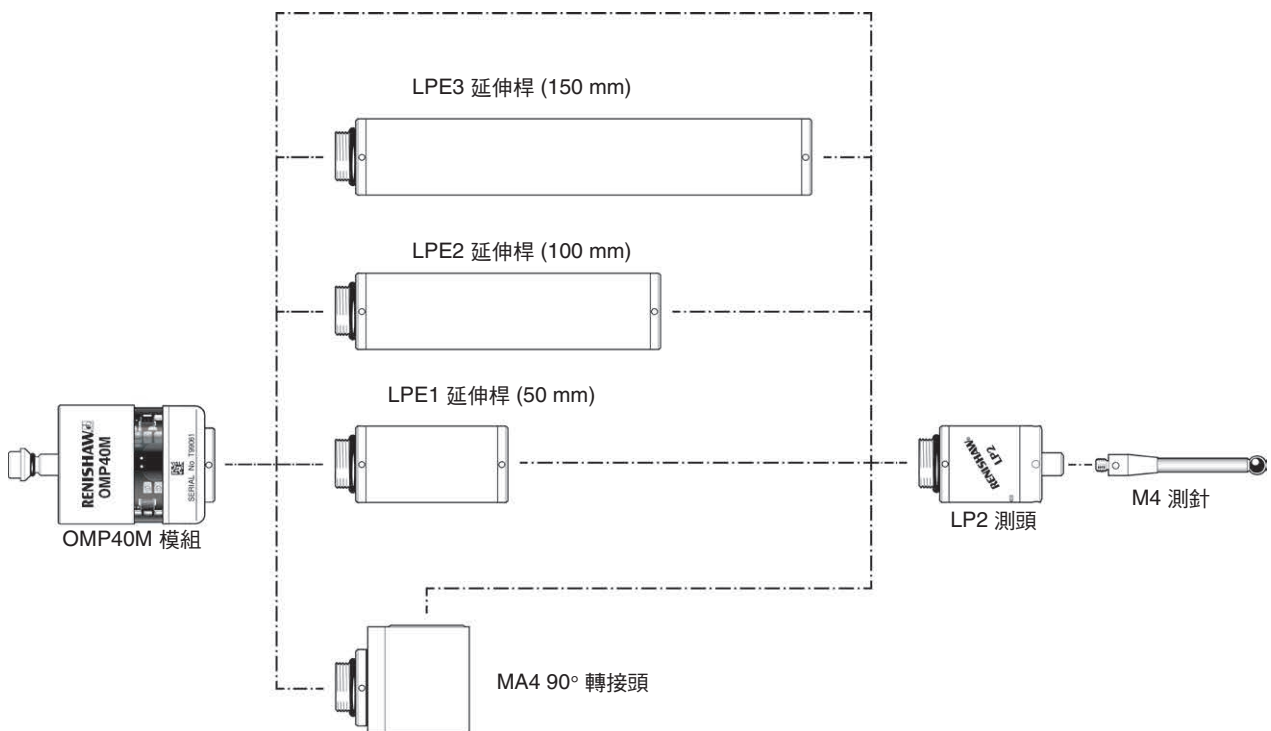 LPE3 延伸桿 (150 mm)
LPE2 延伸桿 (100 mm)
LPE1 延伸桿 (50 mm)
RENISHAW
OMP40M
SERIAL No T99061
OMP40M 模組
RENISHAW
LP2
LP2 測頭
M4 測針
MA4 90° 轉接頭